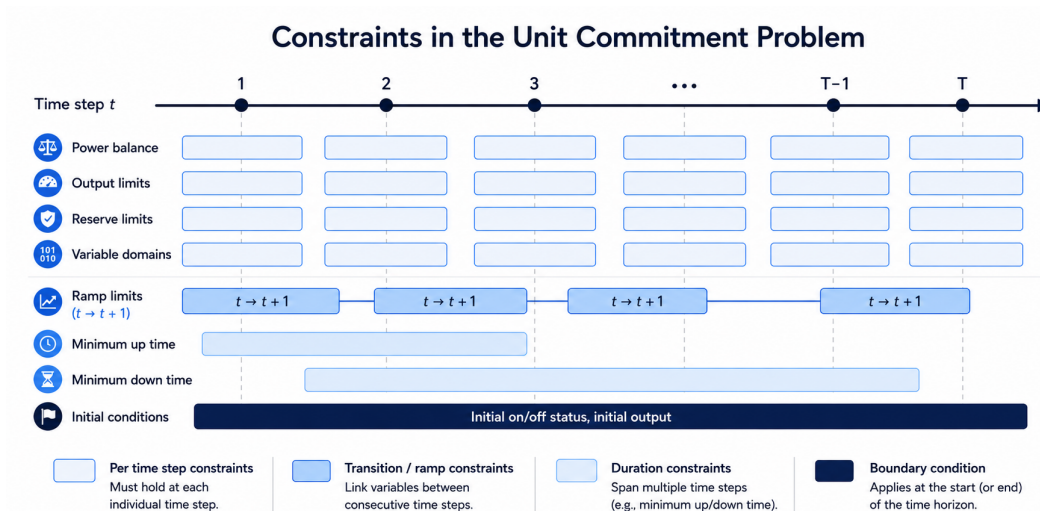 Constraints in the Unit Commitment Problem
1 2 3 ••• T−1 T
Time step t
Power balance
Output limits
Reserve limits
101
010
Variable domains
Ramp limits
(t → t + 1)
t → t + 1 t → t + 1 t → t + 1 t → t + 1
Minimum up time
Minimum down time
Initial conditions
Initial on/off status, initial output
Per time step constraints
Must hold at each
individual time step.
Transition / ramp constraints
Link variables between
consecutive time steps.
Duration constraints
Span multiple time steps
(e.g., minimum up/down time).
Boundary condition
Applies at the start (or end)
of the time horizon.